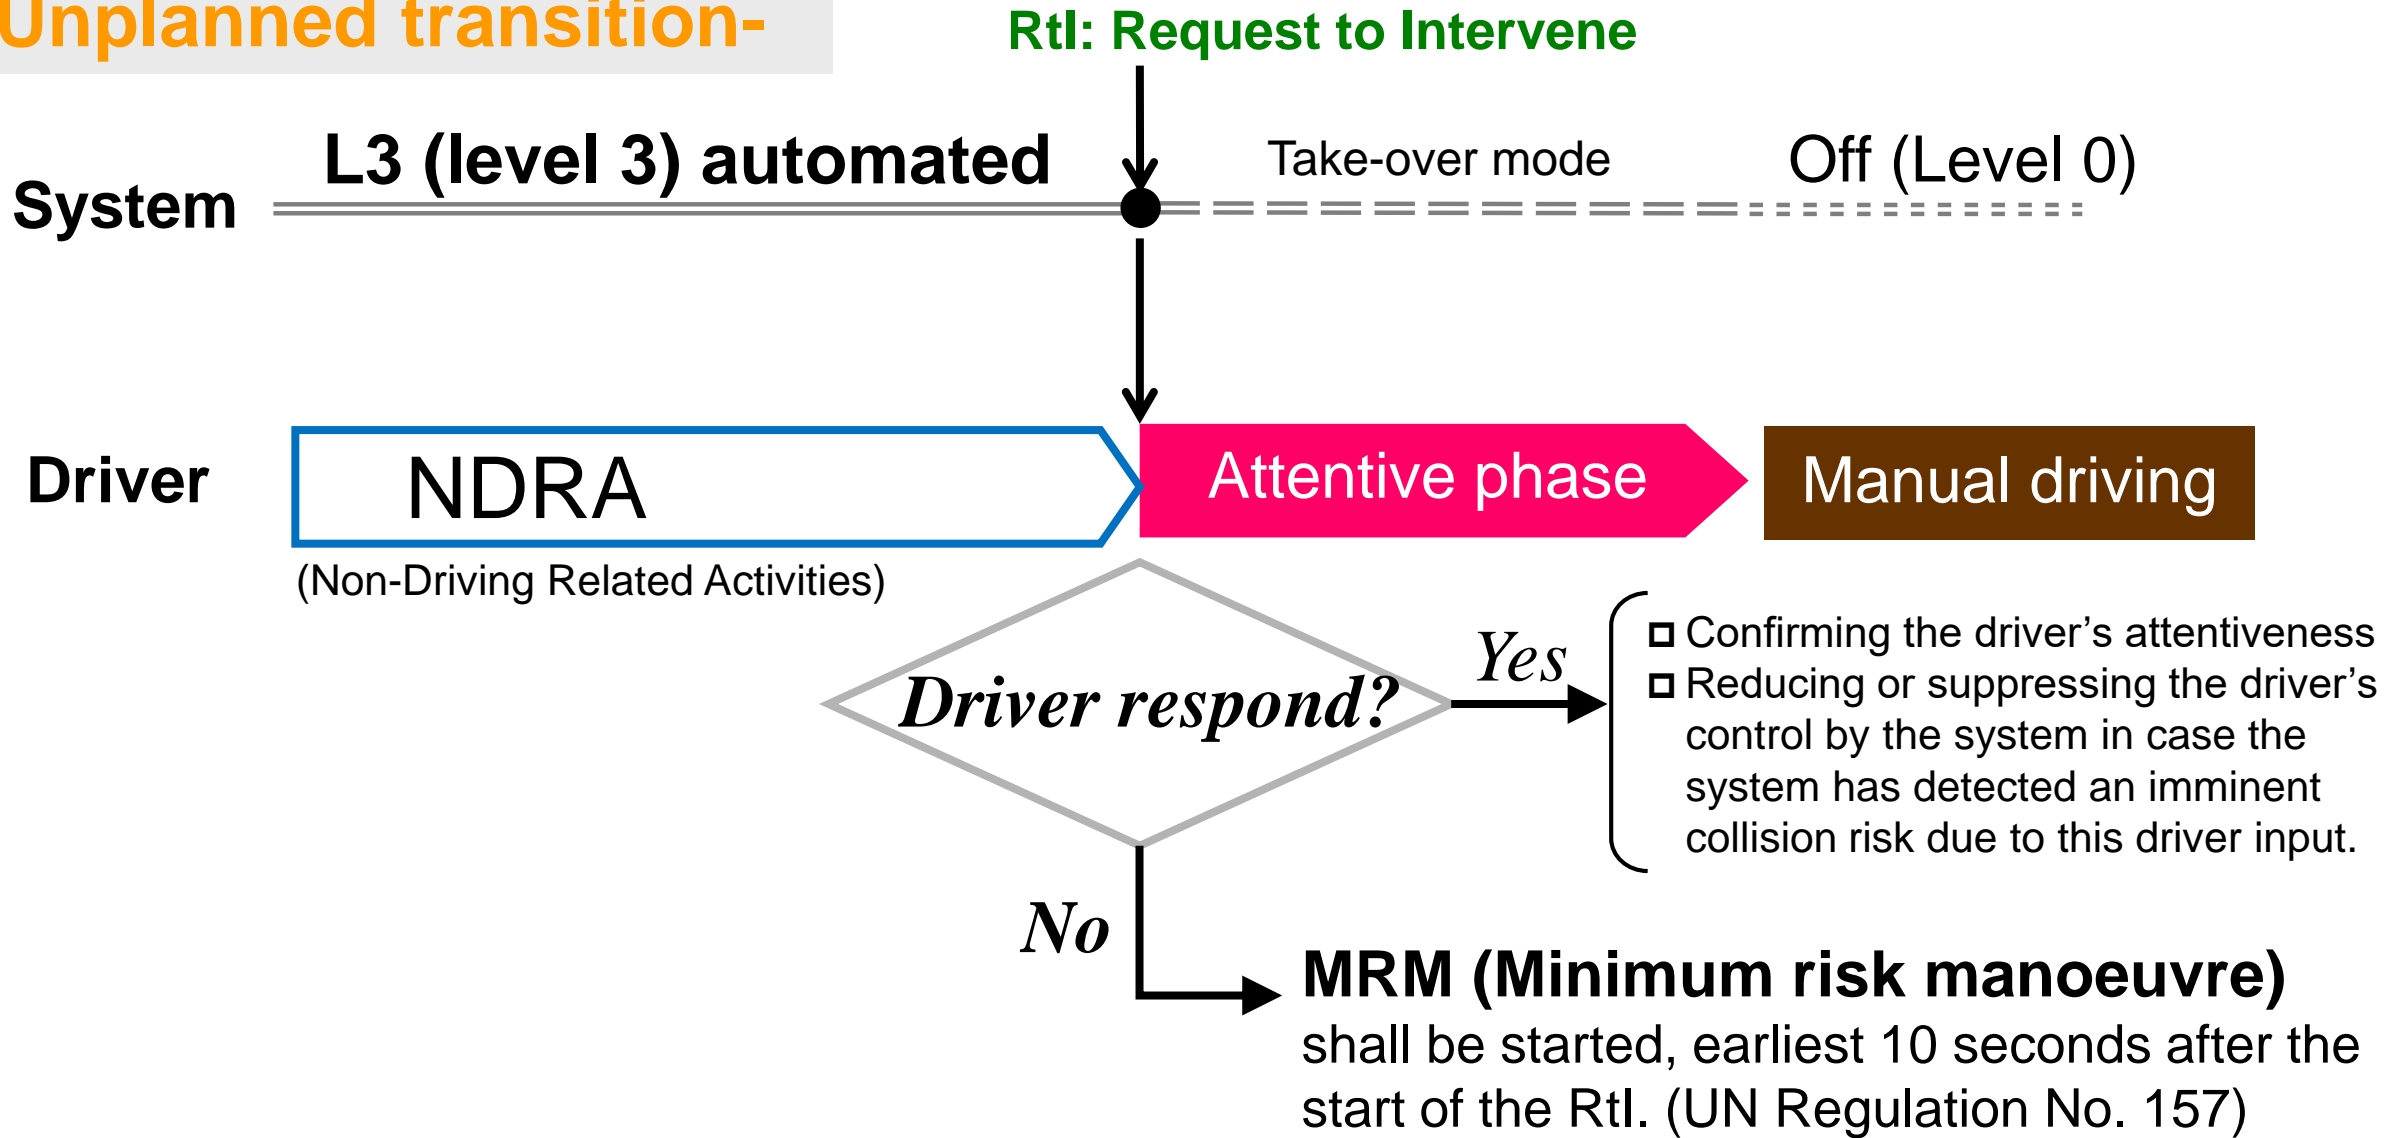 Unplanned transition-
RtI: Request to Intervene
L3 (level 3) automated
Take-over mode
Off (Level 0)
System
Driver
NDRA
Attentive phase
Manual driving
(Non-Driving Related Activities)
Driver respond?
Yes
Confirming the driver’s attentiveness
Reducing or suppressing the driver’s
control by the system in case the
system has detected an imminent
collision risk due to this driver input.
No
MRM (Minimum risk manoeuvre)
shall be started, earliest 10 seconds after the
start of the RtI. (UN Regulation No. 157)